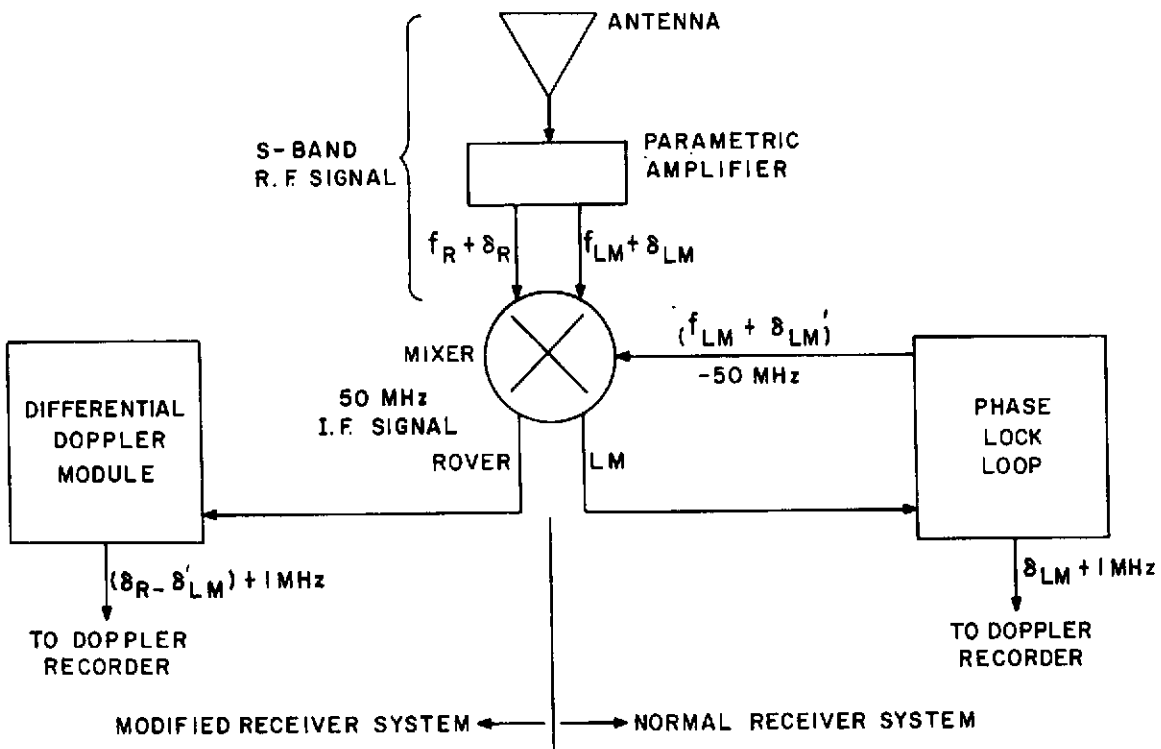 ANTENNA
PARAMETRIC
AMPLIFIER
S-BAND
R.F. SIGNAL
f_R + δ_R
f_LM + δ_LM
(f_LM + δ_LM')
-50 MHz
MIXER
50 MHz
I.F. SIGNAL
ROVER
LM
DIFFERENTIAL
DOPPLER
MODULE
PHASE
LOCK
LOOP
(δ_R - δ'_LM) + 1 MHz
δ_LM + 1 MHz
TO DOPPLER
RECORDER
TO DOPPLER
RECORDER
MODIFIED RECEIVER SYSTEM
NORMAL RECEIVER SYSTEM